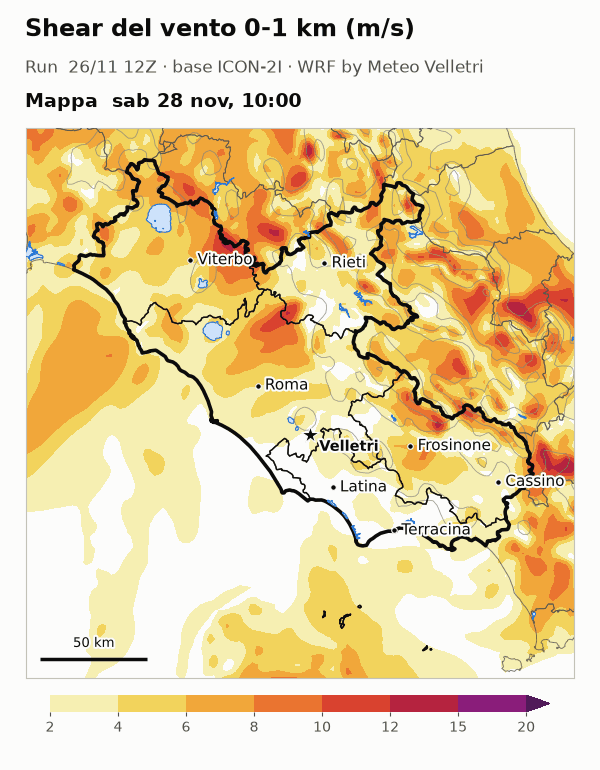 Shear del vento 0-1 km (m/s)
Run 26/11 12Z · base ICON-2I · WRF by Meteo Velletri
Mappa sab 28 nov, 10:00
Viterbo
Rieti
Roma
Velletri
Frosinone
Cassino
Latina
Terracina
50 km
2 4 6 8 10 12 15 20